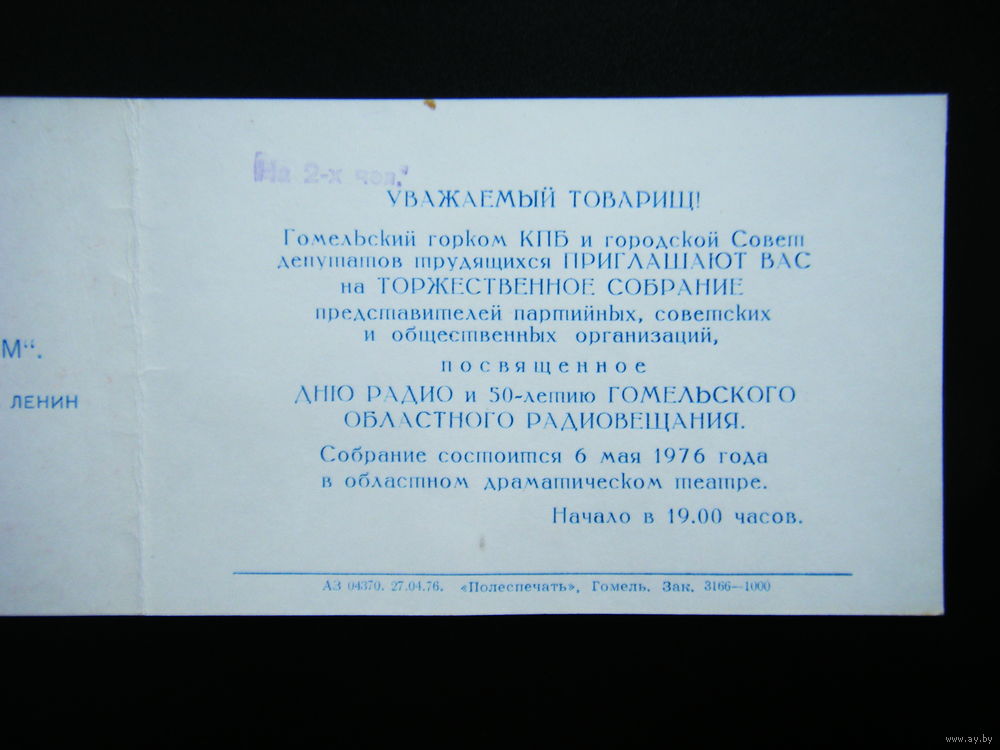 М“.
ЛЕНИН
На 2-х чел.
УВАЖАЕМЫЙ ТОВАРИЩ!
Гомельский горком КПБ и городской Совет
депутатов трудящихся ПРИГЛАШАЮТ ВАС
на ТОРЖЕСТВЕННОЕ СОБРАНИЕ
представителей партийных, советских
и общественных организаций,
посвященное
ДНЮ РАДИО и 50-летию ГОМЕЛЬСКОГО
ОБЛАСТНОГО РАДИОВЕЩАНИЯ.
Собрание состоится 6 мая 1976 года
в областном драматическом театре.
Начало в 19.00 часов.
АЗ 04370. 27.04.76. «Полеспечать», Гомель. Зак. 3166—1000
www.ay.by